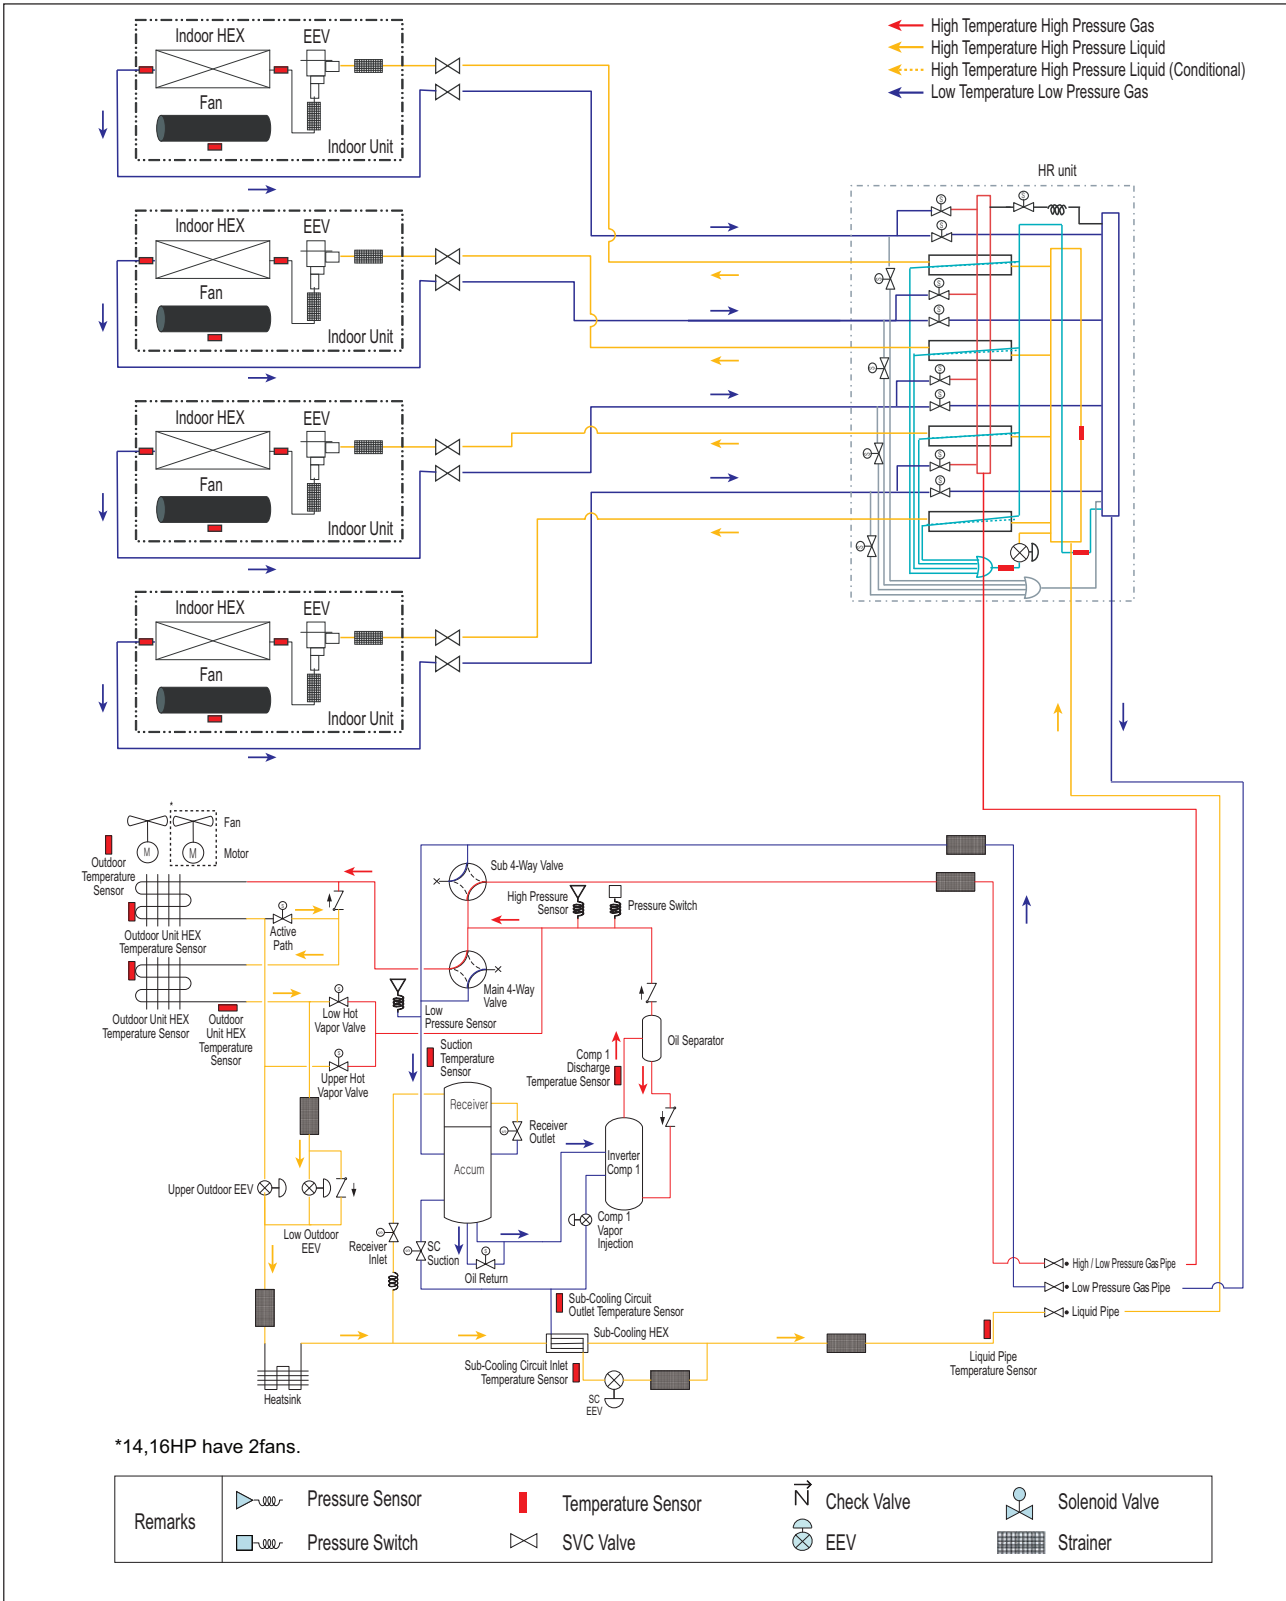 High Temperature High Pressure Gas
High Temperature High Pressure Liquid
High Temperature High Pressure Liquid (Conditional)
Low Temperature Low Pressure Gas
Indoor HEX
EEV
Fan
Indoor Unit
HR unit
S
S
S
S
S
S
S
S
S
S
S
S
S
Indoor HEX
EEV
Fan
Indoor Unit
Indoor HEX
EEV
Fan
Indoor Unit
Indoor HEX
EEV
Fan
Indoor Unit
*
Fan
M
M
Motor
Outdoor
Temperature
Sensor
Sub 4-Way Valve
High Pressure
Sensor
Pressure Switch
S
Active
Path
Outdoor Unit HEX
Temperature Sensor
Main 4-Way
Valve
Outdoor Unit HEX
Temperature Sensor
Outdoor
Unit HEX
Temperature
Sensor
S
Low Hot
Vapor Valve
Low
Pressure Sensor
Oil Separator
S
Upper Hot
Vapor Valve
Suction
Temperature
Sensor
Comp 1
Discharge
Temperatue Sensor
Receiver
S
Receiver
Outlet
Accum
Inverter
Comp 1
Upper Outdoor EEV
Low Outdoor
EEV
S
Receiver
Inlet
S
SC
Suction
S
Oil Return
Comp 1
Vapor
Injection
High / Low Pressure Gas Pipe
Low Pressure Gas Pipe
Liquid Pipe
Sub-Cooling Circuit
Outlet Temperature Sensor
Sub-Cooling HEX
Sub-Cooling Circuit Inlet
Temperature Sensor
SC
EEV
Liquid Pipe
Temperature Sensor
Heatsink
*14,16HP have 2fans.
Remarks
Pressure Sensor
Temperature Sensor
Check Valve
Solenoid Valve
Pressure Switch
SVC Valve
EEV
Strainer